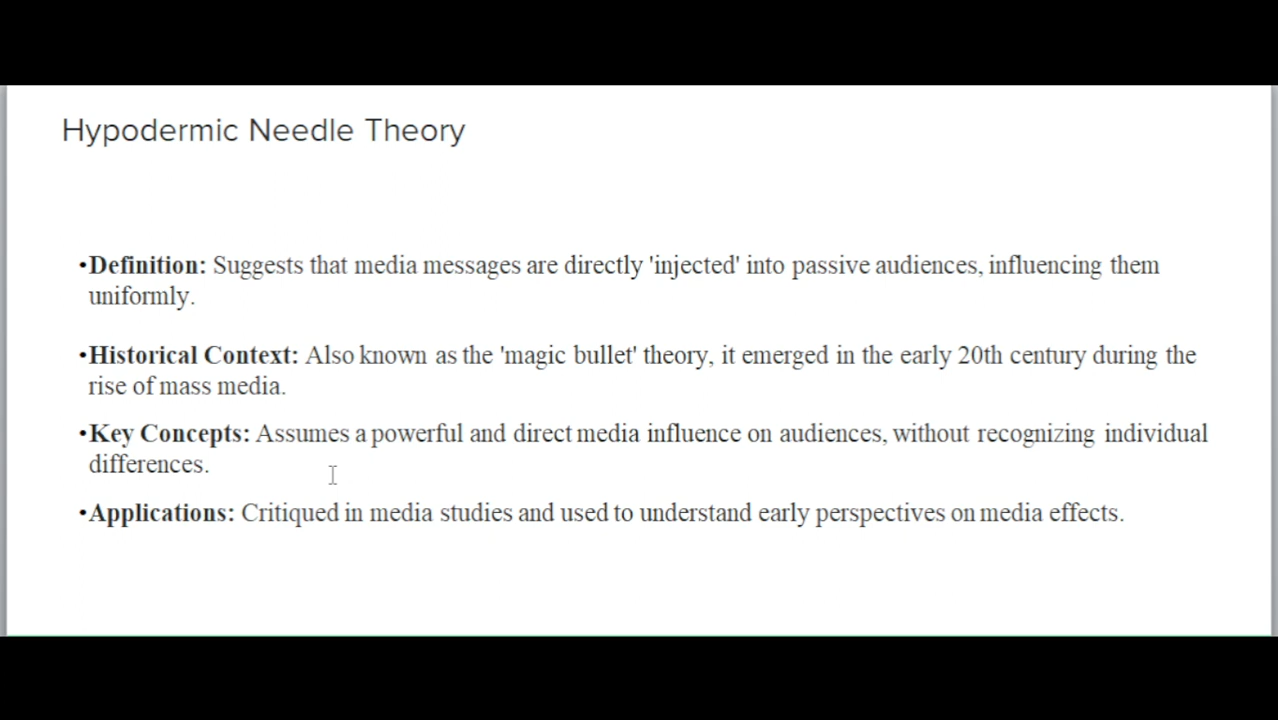 Hypodermic Needle Theory
•Definition: Suggests that media messages are directly 'injected' into passive audiences, influencing them
uniformly.
•Historical Context: Also known as the 'magic bullet' theory, it emerged in the early 20th century during the
rise of mass media.
•Key Concepts: Assumes a powerful and direct media influence on audiences, without recognizing individual
differences.
•Applications: Critiqued in media studies and used to understand early perspectives on media effects.